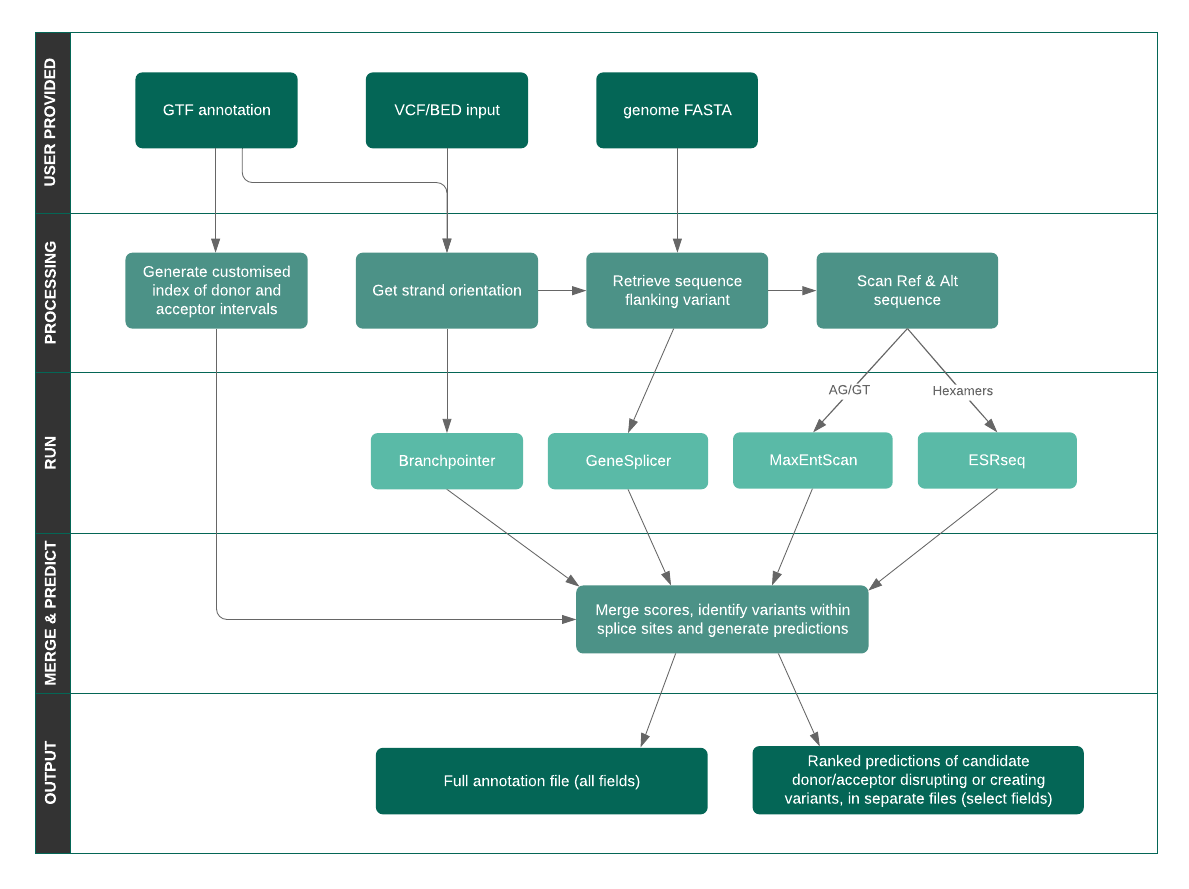 USER PROVIDED
GTF annotation
VCF/BED input
genome FASTA
PROCESSING
Generate customised
index of donor and
acceptor intervals
Get strand orientation
Retrieve sequence
flanking variant
Scan Ref & Alt
sequence
AG/GT
Hexamers
RUN
Branchpointer
GeneSplicer
MaxEntScan
ESRseq
MERGE & PREDICT
Merge scores, identify variants within
splice sites and generate predictions
OUTPUT
Full annotation file (all fields)
Ranked predictions of candidate
donor/acceptor disrupting or creating
variants, in separate files (select fields)